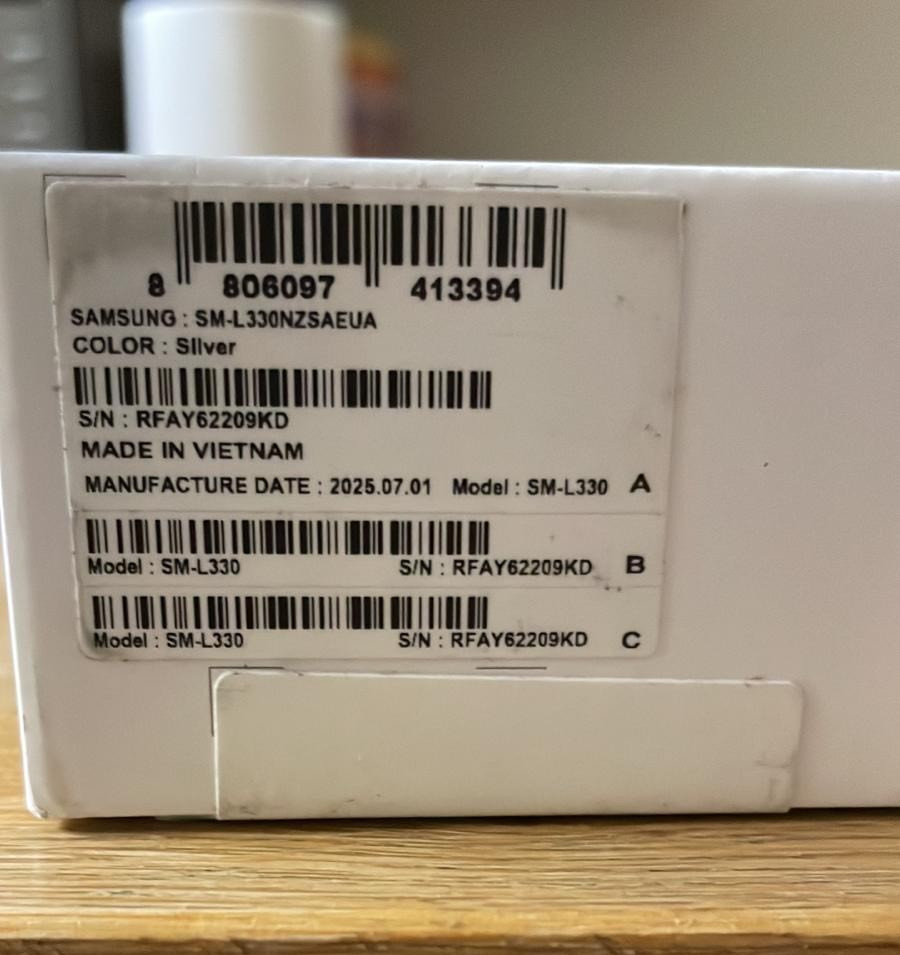 8 806097 413394
SAMSUNG : SM-L330NZSAEUA
COLOR : Silver
S/N : RFAY62209KD
MADE IN VIETNAM
MANUFACTURE DATE : 2025.07.01 Model : SM-L330 A
Model : SM-L330 S/N : RFAY62209KD B
Model : SM-L330 S/N : RFAY62209KD C